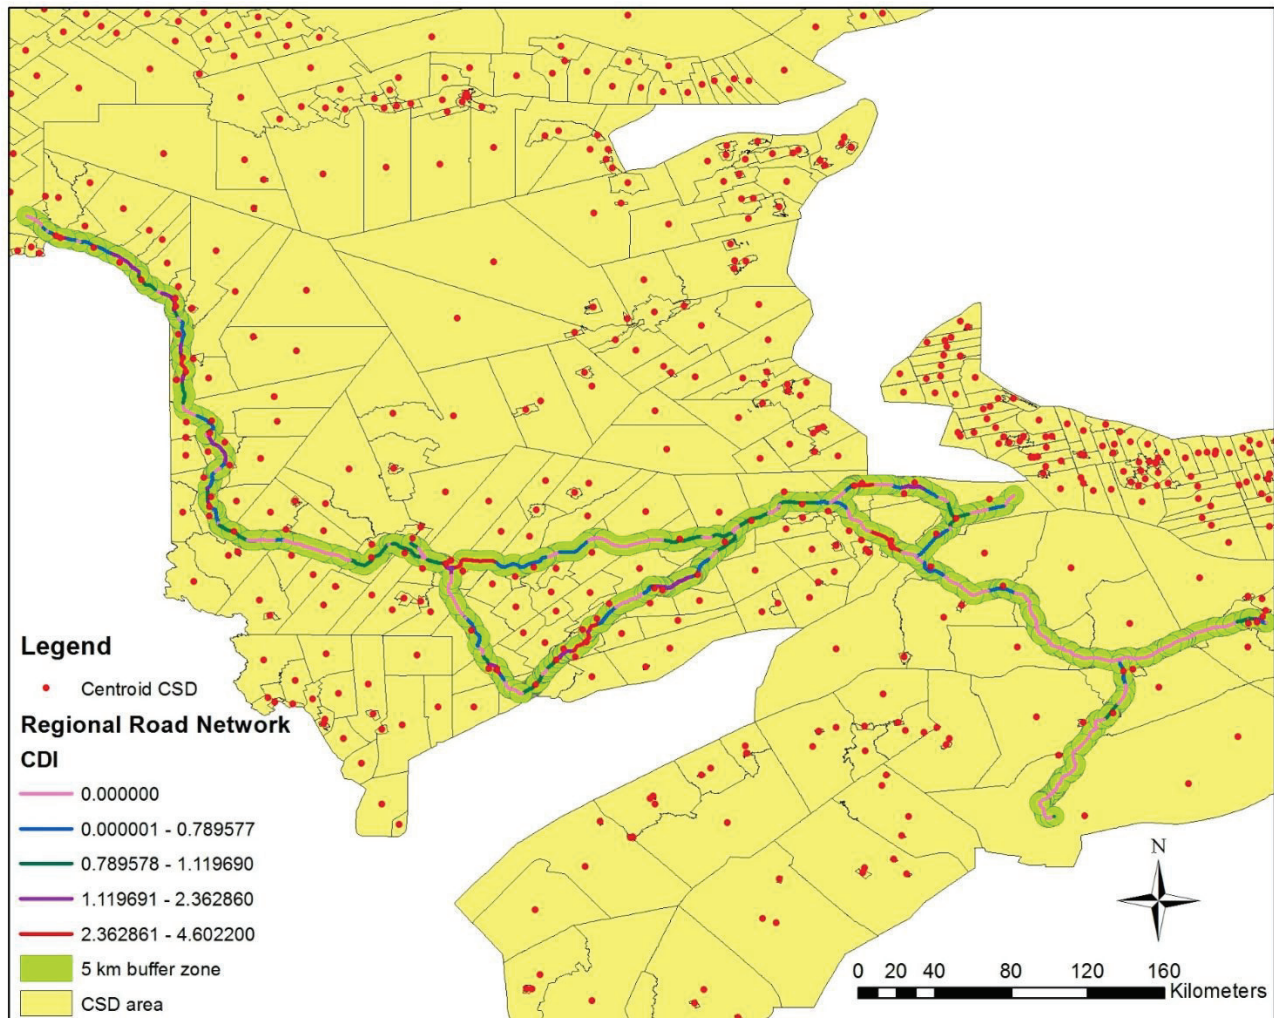 Legend
Centroid CSD
Regional Road Network
CDI
0.000000
0.000001 - 0.789577
0.789578 - 1.119690
1.119691 - 2.362860
2.362861 - 4.602200
5 km buffer zone
CSD area
N
0 20 40 80 120 160
Kilometers